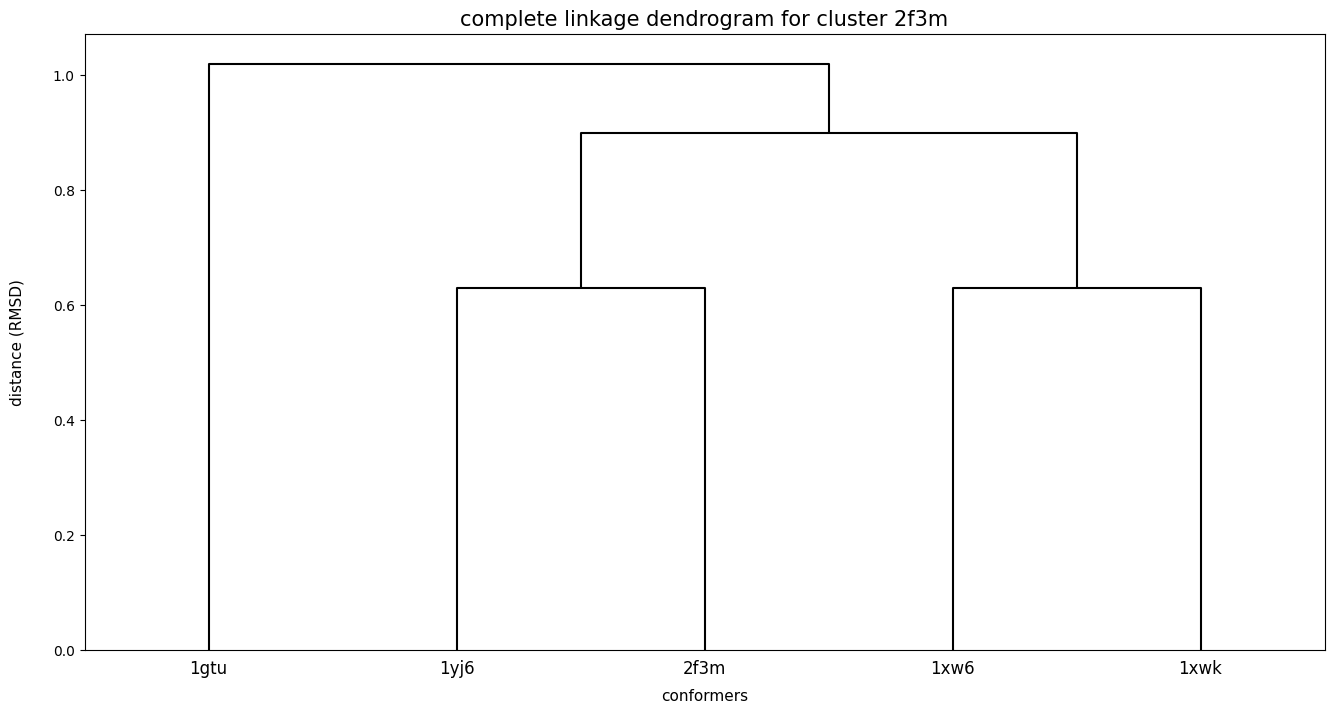 complete linkage dendrogram for cluster 2f3m
1.0
0.8
0.6
0.4
0.2
0.0
distance (RMSD)
1gtu 1yj6 2f3m 1xw6 1xwk
conformers